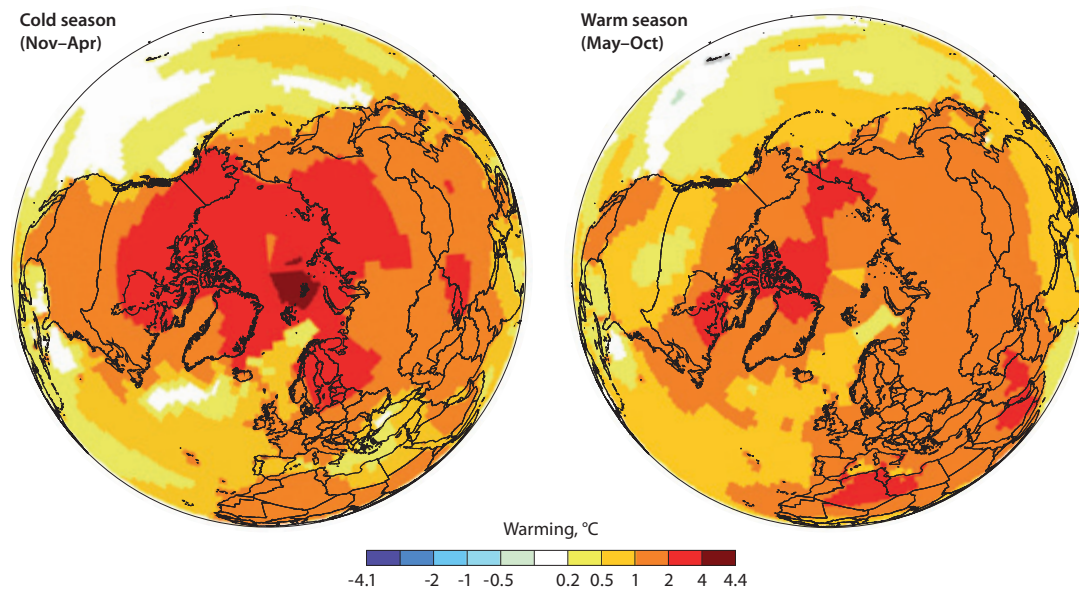 Cold season
(Nov–Apr)
Warm season
(May–Oct)
Warming, °C
-4.1 -2 -1 -0.5 0.2 0.5 1 2 4 4.4